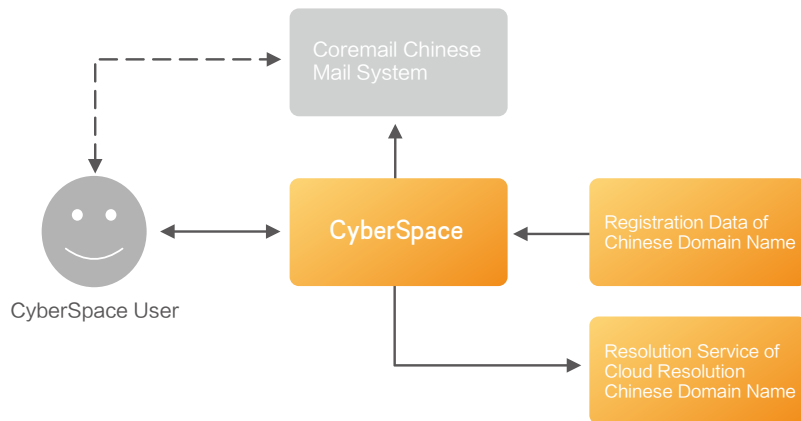 Coremail Chinese
Mail System
CyberSpace
Registration Data of
Chinese Domain Name
CyberSpace User
Resolution Service of
Cloud Resolution
Chinese Domain Name